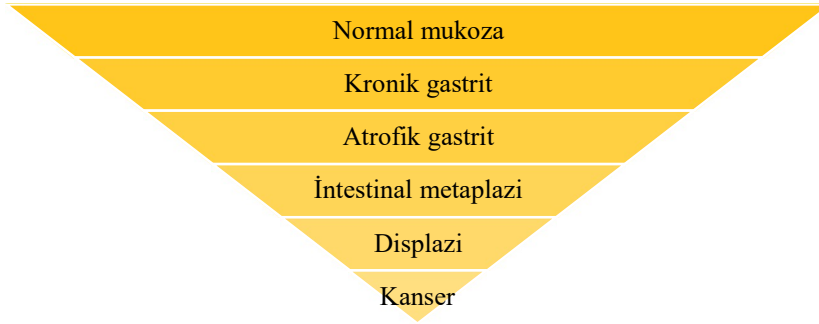 Normal mukoza
Kronik gastrit
Atrofik gastrit
İntestinal metaplazi
Displazi
Kanser